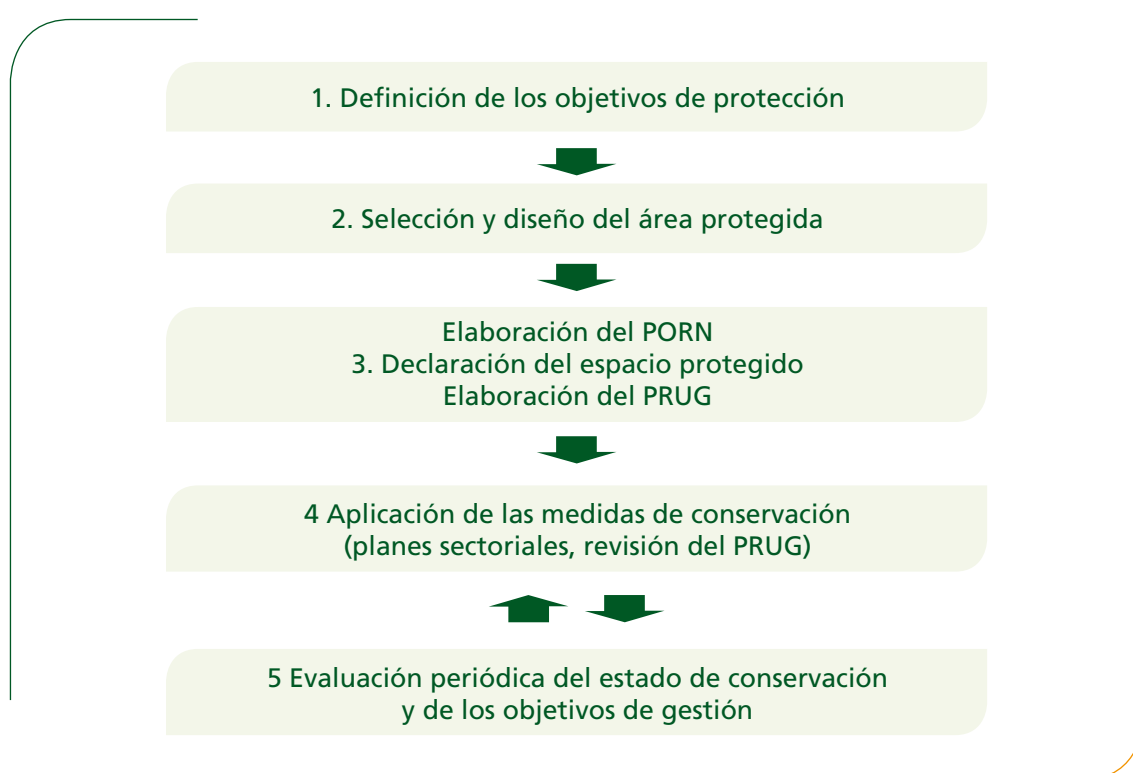 1. Definición de los objetivos de protección
2. Selección y diseño del área protegida
Elaboración del PORN
3. Declaración del espacio protegido
Elaboración del PRUG
4 Aplicación de las medidas de conservación
(planes sectoriales, revisión del PRUG)
5 Evaluación periódica del estado de conservación
y de los objetivos de gestión